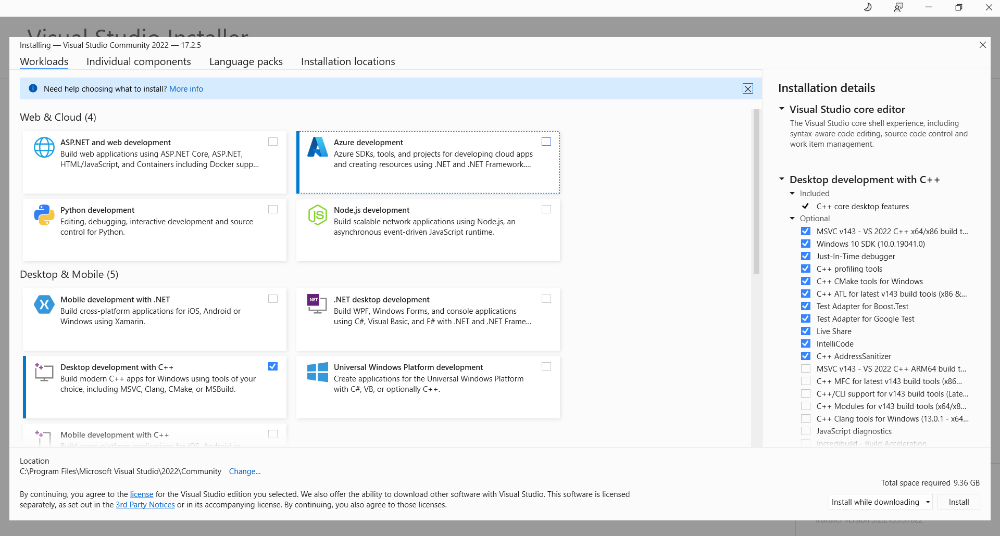 Visual Studio Installer
Installing — Visual Studio Community 2022 — 17.2.5
Workloads
Individual components
Language packs
Installation locations
Need help choosing what to install? More info
Web & Cloud (4)
ASP.NET and web development
Build web applications using ASP.NET Core, ASP.NET,
HTML/JavaScript, and Containers including Docker supp...
Azure development
Azure SDKs, tools, and projects for developing cloud apps
and creating resources using .NET and .NET Framework....
Python development
Editing, debugging, interactive development and source
control for Python.
Node.js development
Build scalable network applications using Node.js, an
asynchronous event-driven JavaScript runtime.
Desktop & Mobile (5)
Mobile development with .NET
Build cross-platform applications for iOS, Android or
Windows using Xamarin.
.NET
.NET desktop development
Build WPF, Windows Forms, and console applications
using C#, Visual Basic, and F# with .NET and .NET Frame...
Desktop development with C++
Build modern C++ apps for Windows using tools of your
choice, including MSVC, Clang, CMake, or MSBuild.
Universal Windows Platform development
Create applications for the Universal Windows Platform
with C#, VB, or optionally C++.
Mobile development with C++
Build cross-platform applications for iOS, Android or
Installation details
Visual Studio core editor
The Visual Studio core shell experience, including
syntax-aware code editing, source code control and
work item management.
Desktop development with C++
Included
C++ core desktop features
Optional
MSVC v143 - VS 2022 C++ x64/x86 build t...
Windows 10 SDK (10.0.19041.0)
Just-In-Time debugger
C++ profiling tools
C++ CMake tools for Windows
C++ ATL for latest v143 build tools (x86 &...
Test Adapter for Boost.Test
Test Adapter for Google Test
Live Share
IntelliCode
C++ AddressSanitizer
MSVC v143 - VS 2022 C++ ARM64 build t...
C++ MFC for latest v143 build tools (x86...
C++/CLI support for v143 build tools (Late...
C++ Modules for v143 build tools (x64/x8...
C++ Clang tools for Windows (13.0.1 - x64...
JavaScript diagnostics
Incredibuild - Build Acceleration
Location
C:\Program Files\Microsoft Visual Studio\2022\Community Change...
Total space required 9.36 GB
By continuing, you agree to the license for the Visual Studio edition you selected. We also offer the ability to download other software with Visual Studio. This software is licensed
separately, as set out in the 3rd Party Notices or in its accompanying license. By continuing, you also agree to those licenses.
Install while downloading
Install
Installer version